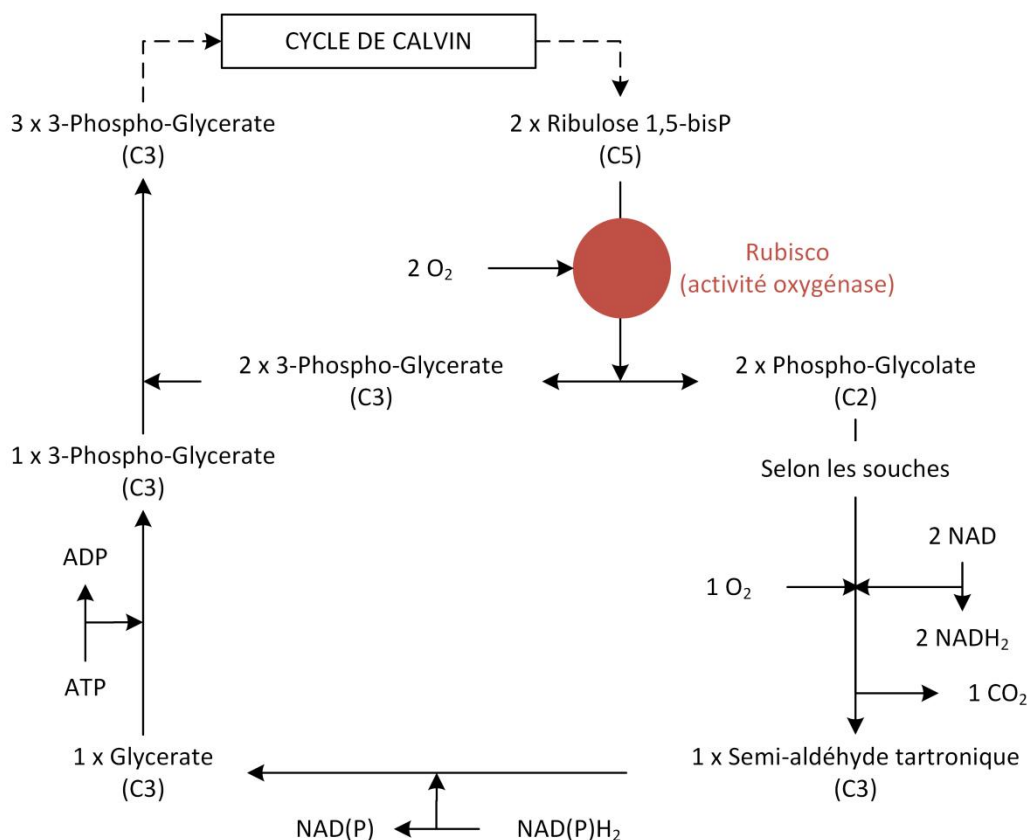 CYCLE DE CALVIN
3 x 3-Phospho-Glycerate
(C3)
2 x Ribulose 1,5-bisP
(C5)
2 O₂
Rubisco
(activité oxygénase)
2 x 3-Phospho-Glycerate
(C3)
2 x Phospho-Glycolate
(C2)
1 x 3-Phospho-Glycerate
(C3)
Selon les souches
ADP
ATP
1 O₂
2 NAD
2 NADH₂
1 CO₂
1 x Glycerate
(C3)
1 x Semi-aldéhyde tartronique
(C3)
NAD(P)
NAD(P)H₂